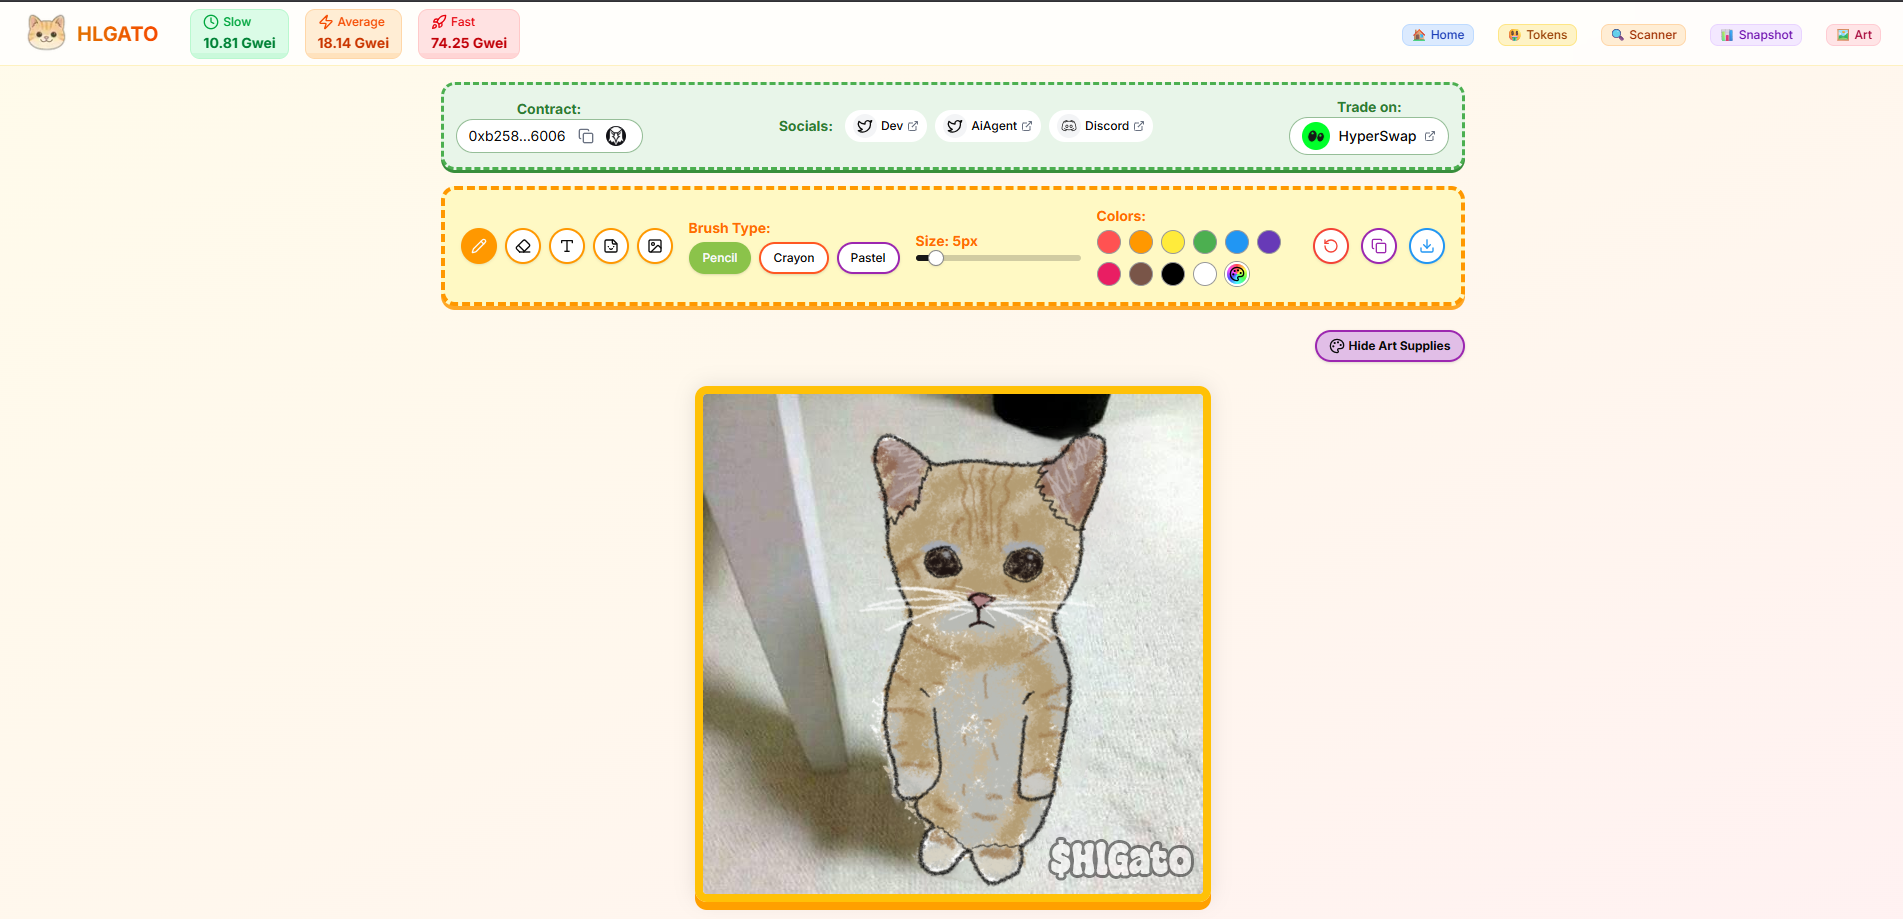 HLGATO
Slow
10.81 Gwei
Average
18.14 Gwei
Fast
74.25 Gwei
Home
Tokens
Scanner
Snapshot
Art
Contract:
0xb258...6006
Socials:
Dev
AiAgent
Discord
Trade on:
HyperSwap
T
Brush Type:
Pencil
Crayon
Pastel
Size: 5px
Colors:
Hide Art Supplies
$HlGato